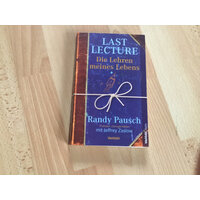 LAST
LECTURE
Die Lehren
meines Lebens
Randy Pausch
mit Jeffrey Zaslow